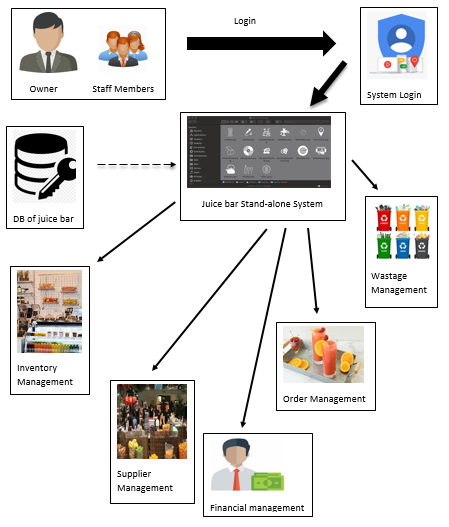 Login
Owner
Staff Members
System Login
DB of juice bar
Juice bar Stand-alone System
Wastage
Management
Inventory
Management
Order Management
Supplier
Management
Financial management